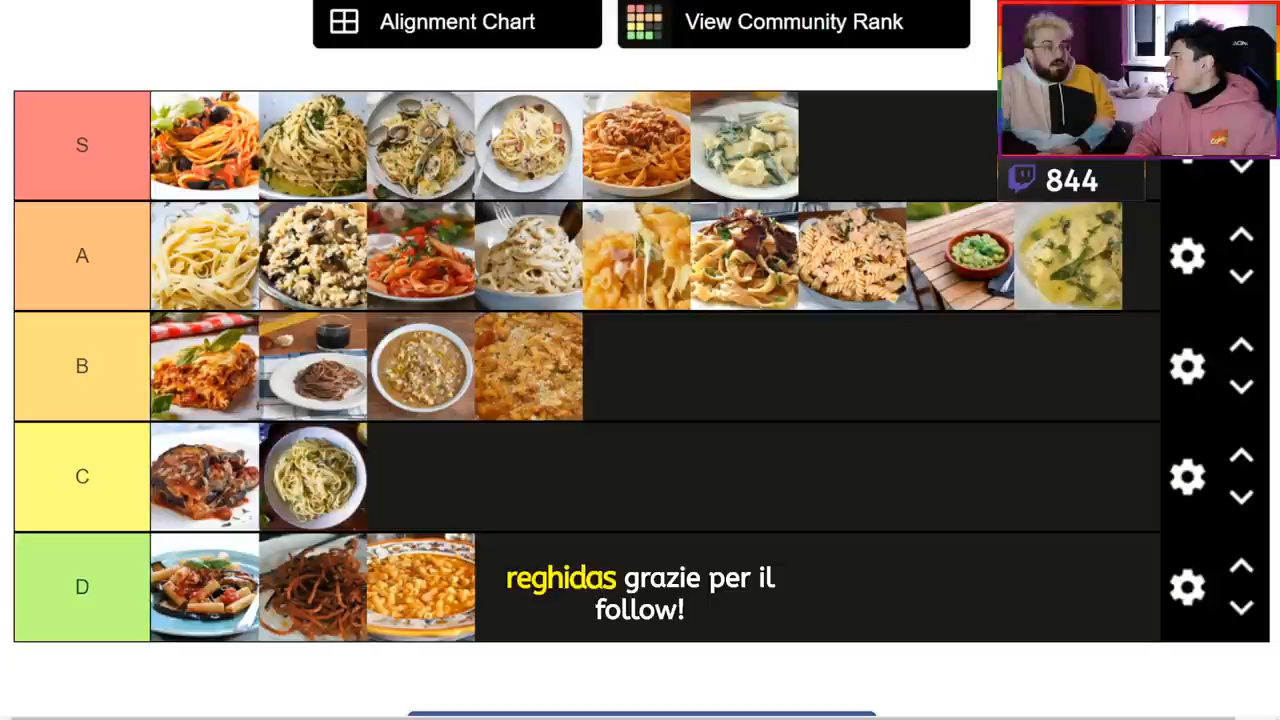 Alignment Chart
View Community Rank
844
S
A
B
C
D
reghidas grazie per il
follow!